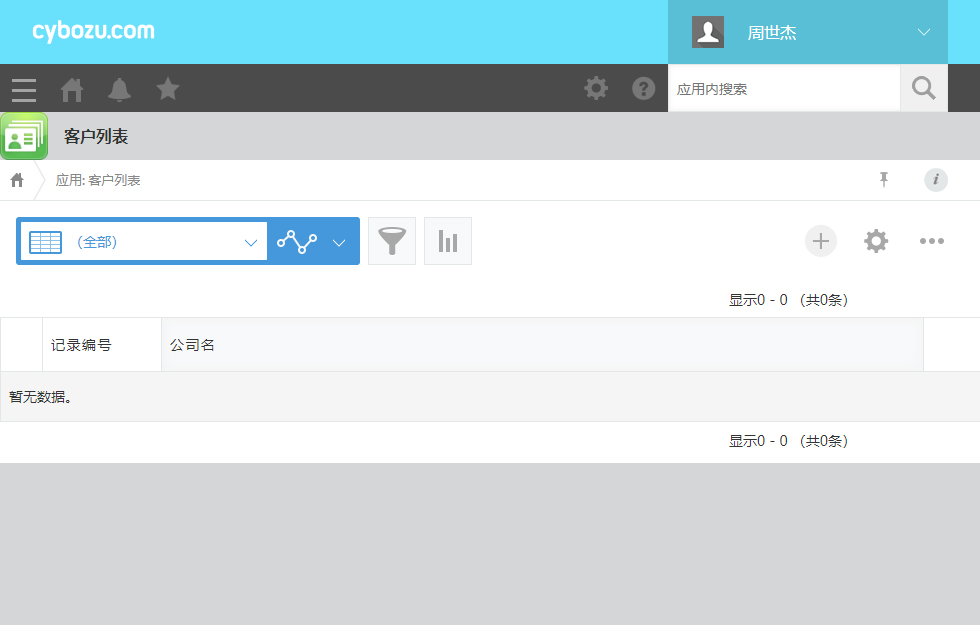 cybozu.com
周世杰
应用内搜索
客户列表
应用: 客户列表
(全部)
显示0 - 0 （共0条）
记录编号 公司名
暂无数据。
显示0 - 0 （共0条）